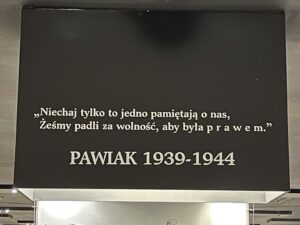 „Niechaj tylko to jedno pamiętają o nas,
Żeśmy padli za wolność, aby była p r a w e m.”
PAWIAK 1939-1944